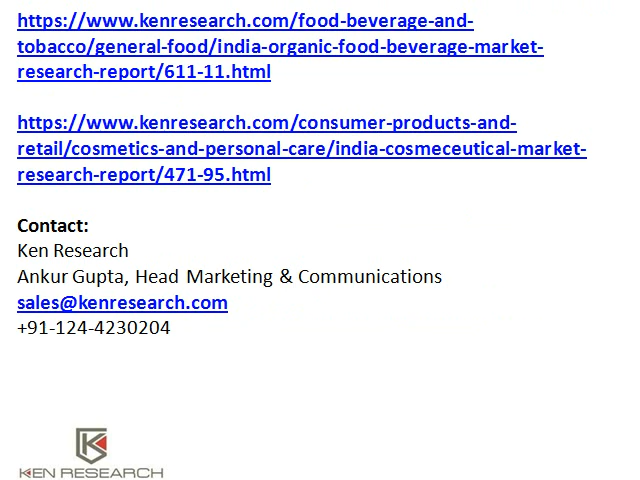 https://www.kenresearch.com/food-beverage-and-
tobacco/general-food/india-organic-food-beverage-market-
research-report/611-11.html
https://www.kenresearch.com/consumer-products-and-
retail/cosmetics-and-personal-care/india-cosmeceutical-market-
research-report/471-95.html
Contact:
Ken Research
Ankur Gupta, Head Marketing & Communications
sales@kenresearch.com
+91-124-4230204
KEN RESEARCH